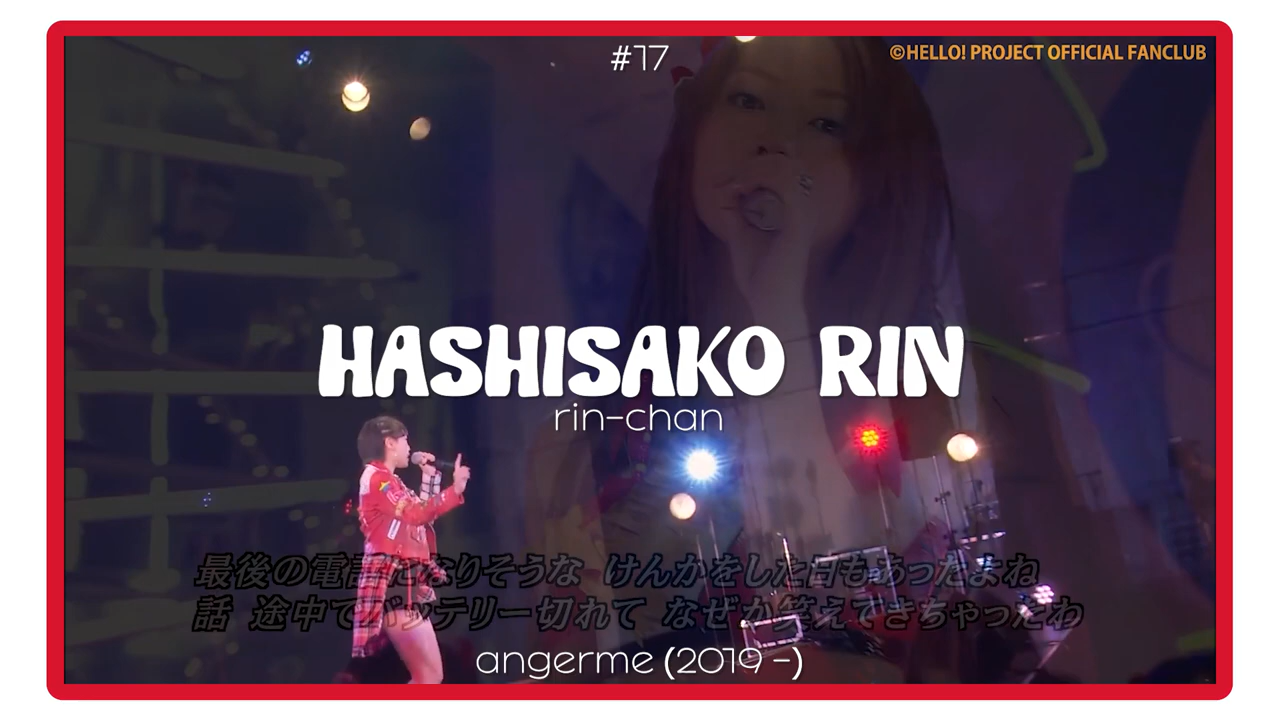 #17
©HELLO! PROJECT OFFICIAL FANCLUB
HASHISAKO RIN
rin-chan
最後の電話になりそうな けんかをした日もあったよね
話 途中でバッテリー切れて なぜか笑えてきちゃったわ
angerme (2019 -)